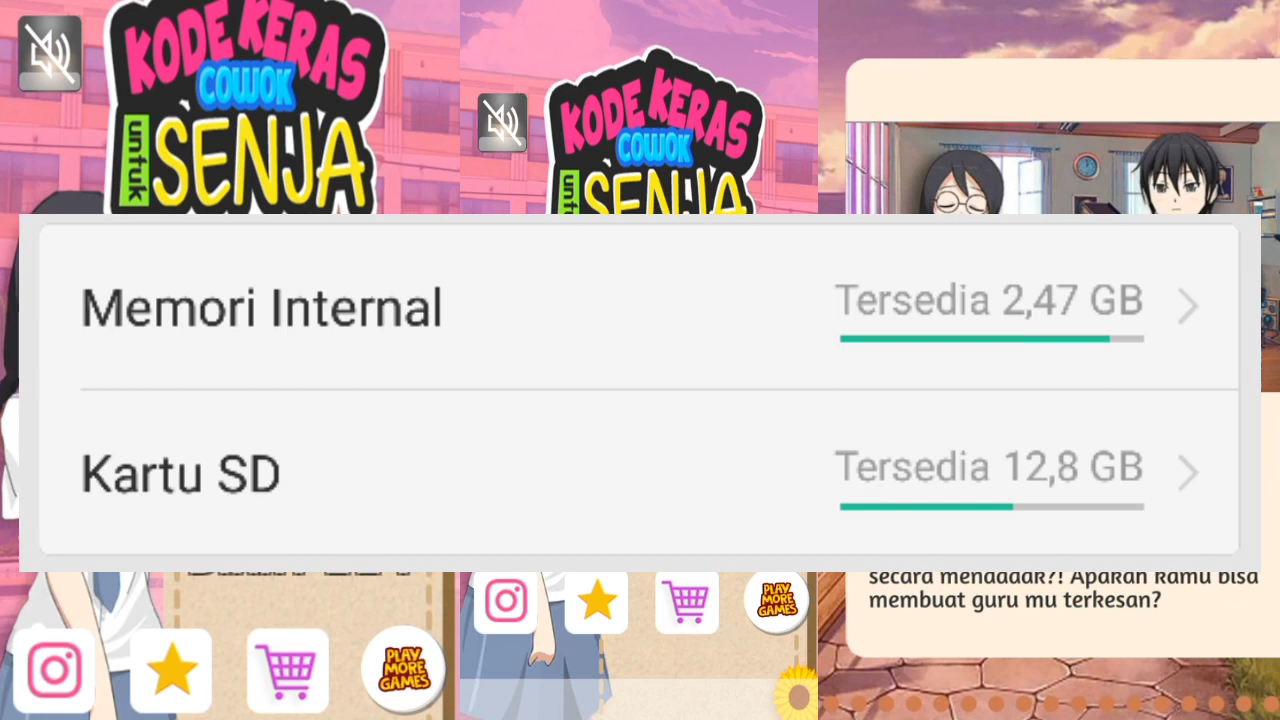 KODE KERAS
COWOK
untuk SENJA
KODE KERAS
COWOK
unt SENJA
Memori Internal
Tersedia 2,47 GB
Kartu SD
Tersedia 12,8 GB
secara mendadak?! Apakah kamu bisa
membuat guru mu terkesan?
PLAY
MORE
GAMES
PLAY
MORE
GAMES